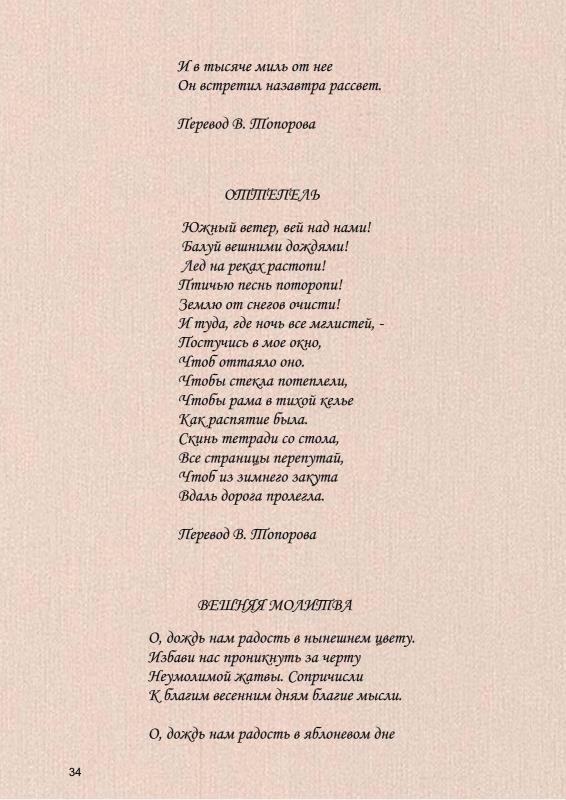 И в тысяче миль от нее
Он встретил назавтра рассвет.
Перевод В. Топорова
ОТТЕПЕЛЬ
Южный ветер, вей над нами!
Балуй вешними дождями!
Лед на реках растопи!
Птичью песнь поторопи!
Землю от снегов очисти!
И туда, где ночь все мглистей, -
Постучись в мое окно,
Чтоб оттаяло оно.
Чтобы стекла потеплели,
Чтобы рама в тихой келье
Как распятие была.
Скинь тетради со стола,
Все страницы перепутай,
Чтоб из зимнего закута
Вдаль дорога пролегла.
Перевод В. Топорова
ВЕШНЯЯ МОЛИТВА
О, дождь нам радость в нынешнем цвету.
Избави нас проникнуть за черту
Неумолимой жатвы. Сопричисли
К благим весенним дням благие мысли.
О, дождь нам радость в яблоневом дне
34